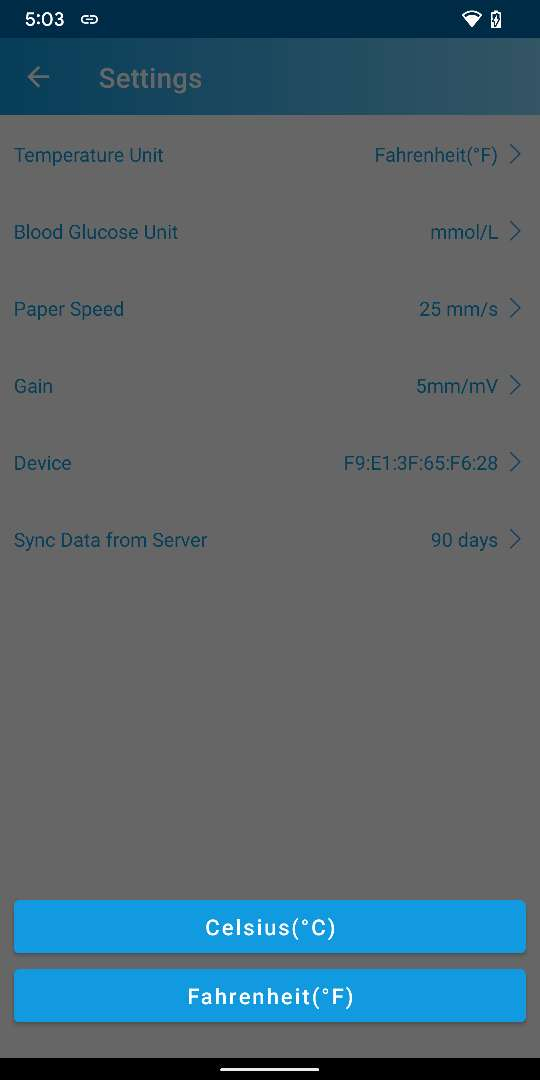 5:03
Settings
Temperature Unit Fahrenheit(°F)
Blood Glucose Unit mmol/L
Paper Speed 25 mm/s
Gain 5mm/mV
Device F9:E1:3F:65:F6:28
Sync Data from Server 90 days
Celsius(°C)
Fahrenheit(°F)